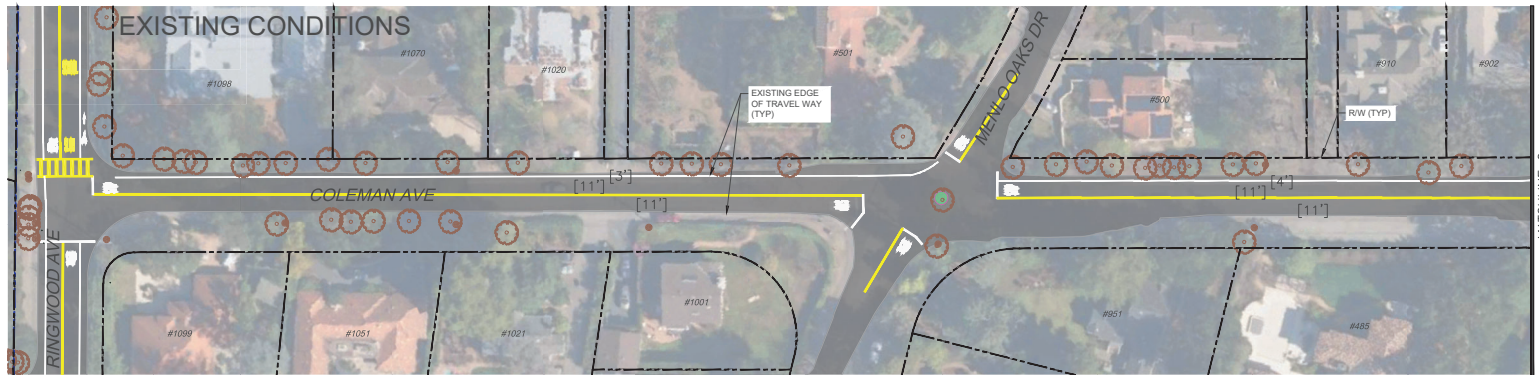 EXISTING CONDITIONS
#1098
#1070
#1020
#501
#500
#910
#902
EXISTING EDGE
OF TRAVEL WAY
(TYP)
MENLO OAKS DR
R/W (TYP)
COLEMAN AVE
[11']
[3']
[11']
[11']
[4']
[11']
RINGWOOD AVE
#1099
#1051
#1021
#1001
#951
#485